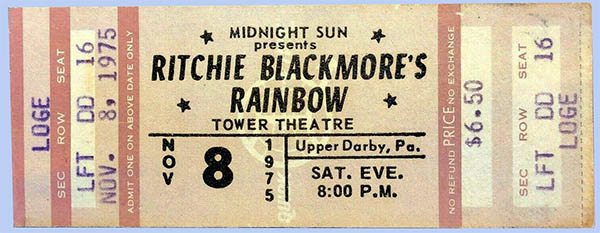 LOGE
SEC ROW SEAT
LFT DD 16
NOV. 8, 1975
ADMIT ONE ON ABOVE DATE ONLY
MIDNIGHT SUN
presents
RITCHIE BLACKMORE'S
RAINBOW
TOWER THEATRE
NOV
8
1975
Upper Darby, Pa.
SAT. EVE.
8:00 P.M.
NO REFUND PRICE NO EXCHANGE
$6.50
SEC ROW SEAT
LFT DD 16
LOGE